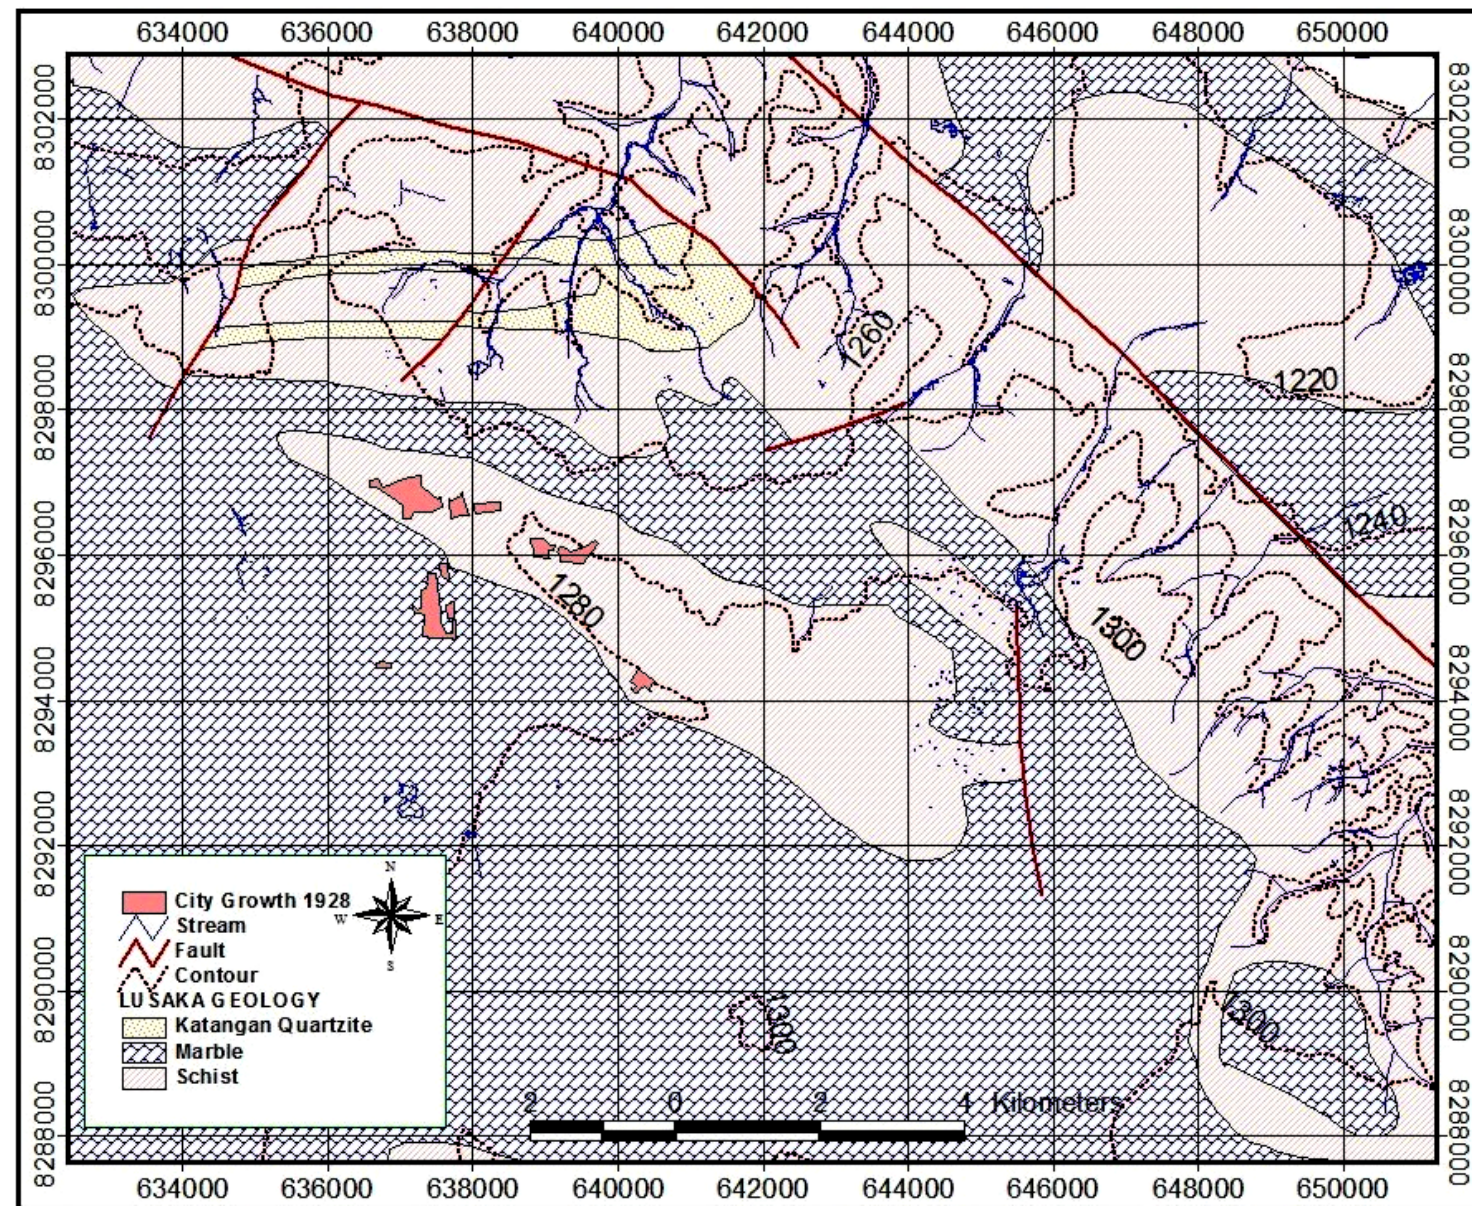 634000 636000 638000 640000 642000 644000 646000 648000 650000
8302000 8302000
8300000 8300000
1260
8298000 1220 8298000
8296000 1240 8296000
1280 1300
8294000 8294000
8292000 8292000
N
City Growth 1928
W E
Stream
Fault
S
Contour
LUSAKA GEOLOGY
8290000 1300 1300 8290000
Katangan Quartzite
Marble
Schist
2 0 2 4 Kilometers
8288000 8288000
634000 636000 638000 640000 642000 644000 646000 648000 650000